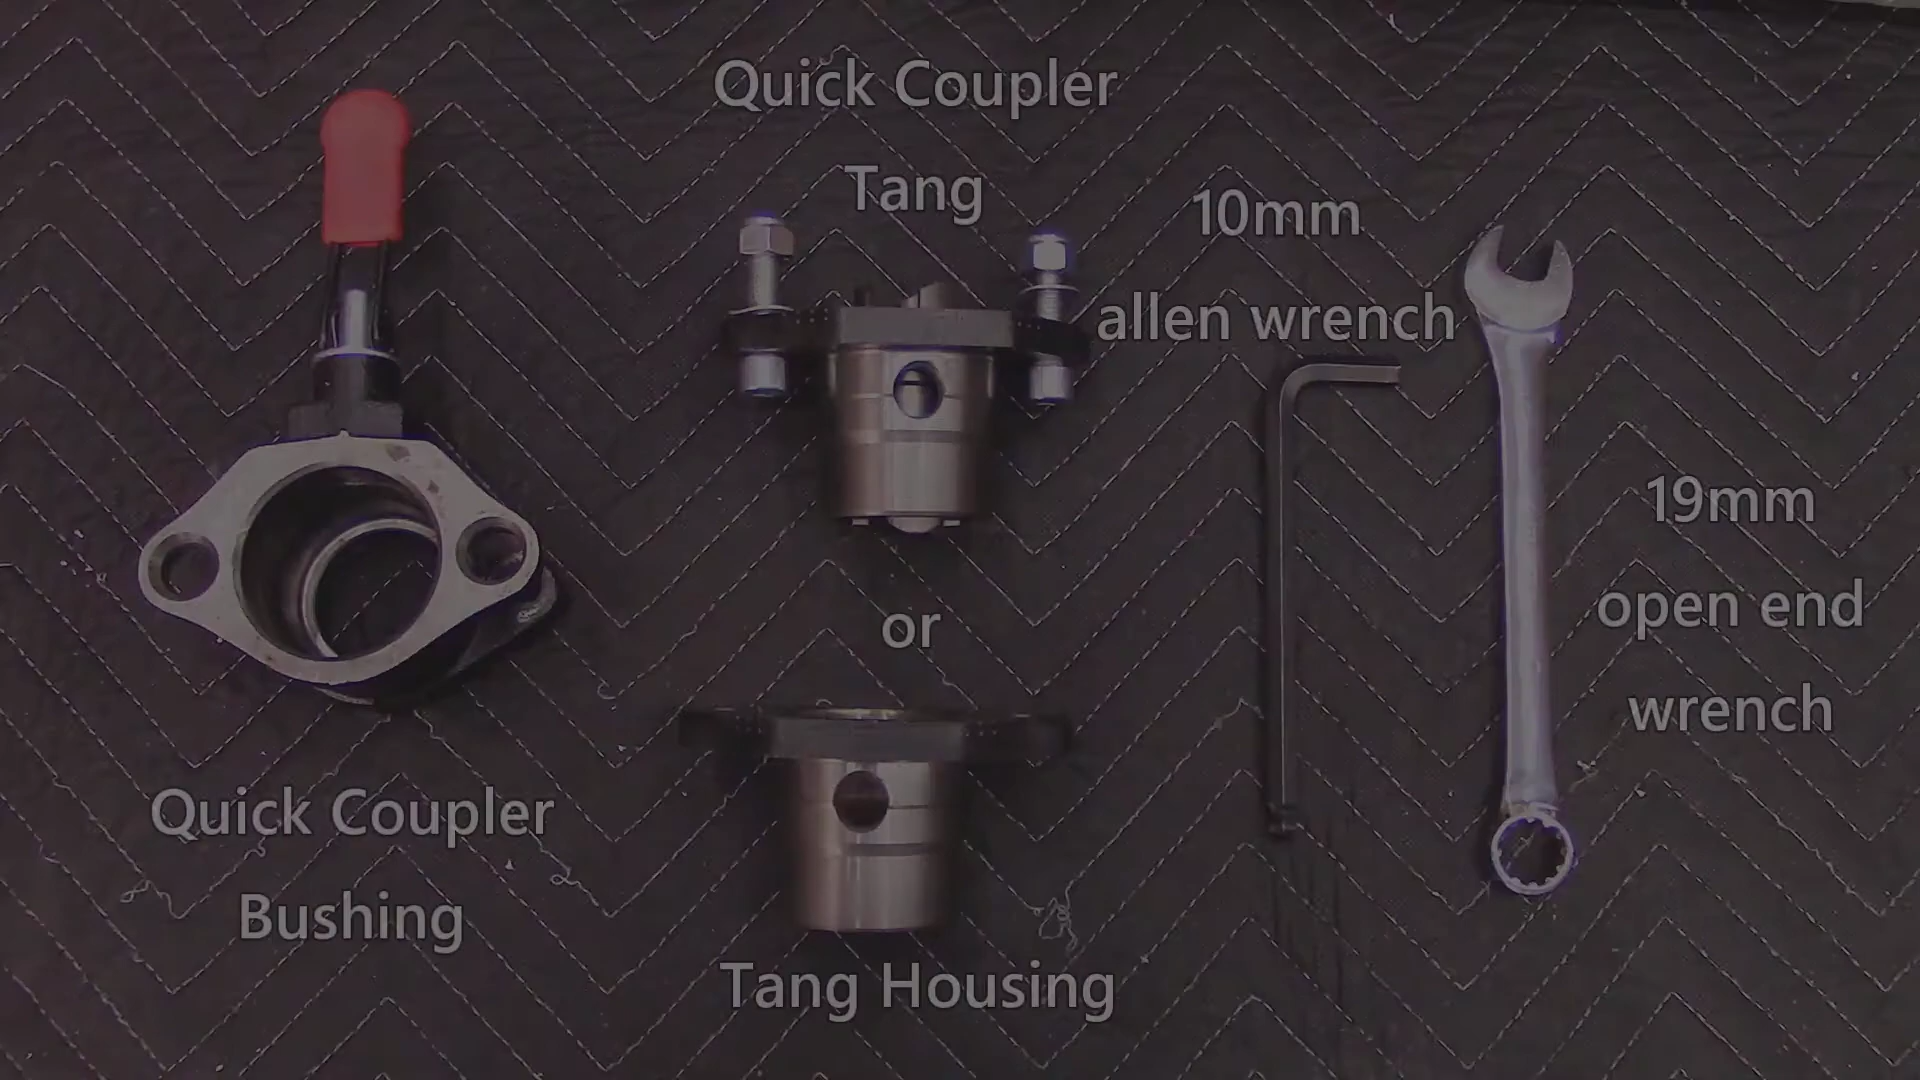 Quick Coupler
Tang
10mm
allen wrench
19mm
open end
wrench
or
Quick Coupler
Bushing
Tang Housing